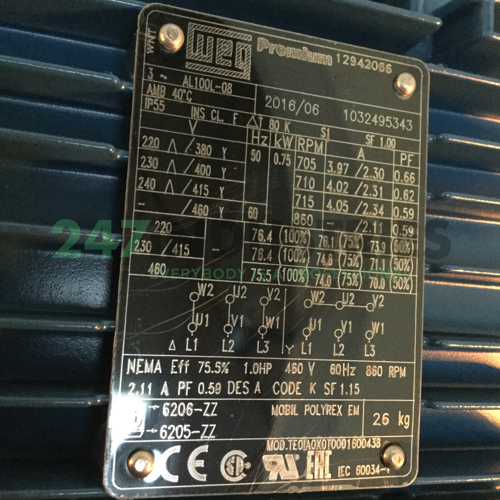 WEG Premium 12942066
3 ~ AL100L-08 2016/06 1032495343
AMB 40°C
IP55 INS CL. F ΔT 80 K S1 SF 1.00
V Hz kW RPM A PF
220 Δ / 380 Y 50 0.75 705 3.97 / 2.30 0.66
230 Δ / 400 Y 710 4.02 / 2.31 0.62
240 Δ / 415 Y 715 4.05 / 2.34 0.59
- /460 Y 60 860 /2.11 0.59
220 - 76.4 (100%) 76.1 (75%) 73.9 (50%)
230 /415 - 76.4 (100%) 74.8 (75%) 71.1 (50%)
460 75.5 (100%) 74.0 (75%) 70.0 (50%)
247
EVERYBODY
W2 U2 V2 W2 U2 V2
U1 V1 W1 U1 V1 W1
Δ L1 L2 L3 Y L1 L2 L3
NEMA Eff 75.5% 1.0HP 460 V 60Hz 860 RPM
2.11 A PF 0.59 DES A CODE K SF 1.15
→6206-ZZ MOBIL POLYREX EM 26 kg
→6205-ZZ
MOD.TE01A0X0T0001600438
CE SA UR EAC IEC 60034-1